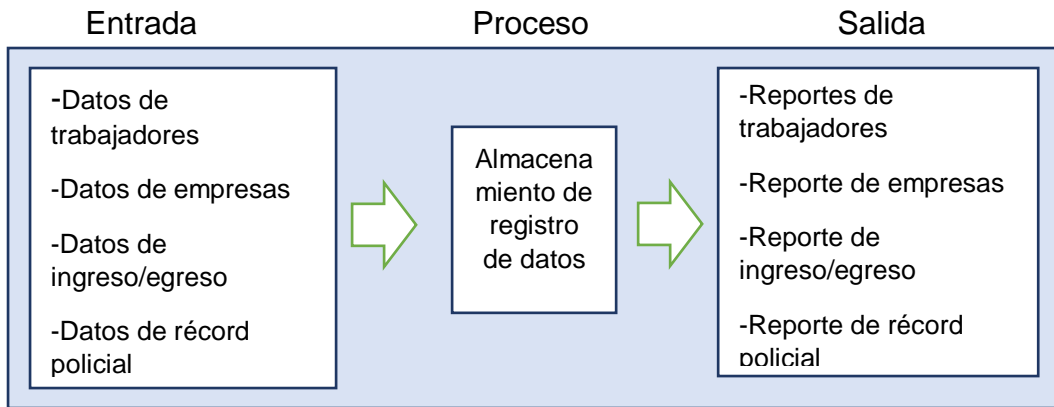 Entrada
Proceso
Salida
-Datos de
trabajadores
-Datos de empresas
-Datos de
ingreso/egreso
-Datos de récord
policial
Almacena
miento de
registro
de datos
-Reportes de
trabajadores
-Reporte de empresas
-Reporte de
ingreso/egreso
-Reporte de récord
policial